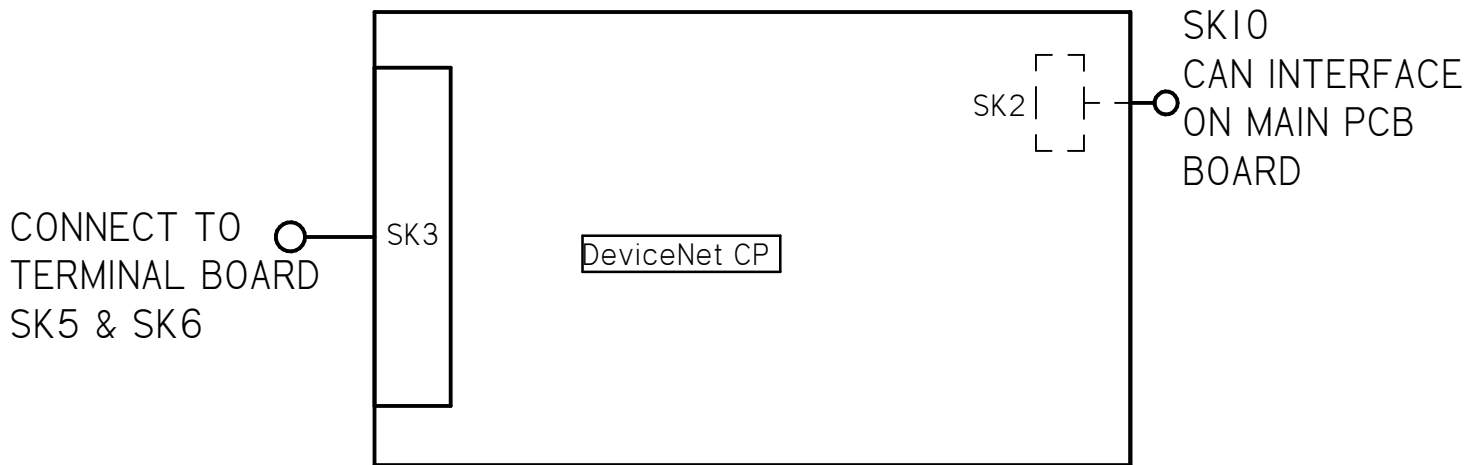 SK10
CAN INTERFACE
ON MAIN PCB
BOARD
SK2
CONNECT TO
TERMINAL BOARD
SK5 & SK6
SK3
DeviceNet CP